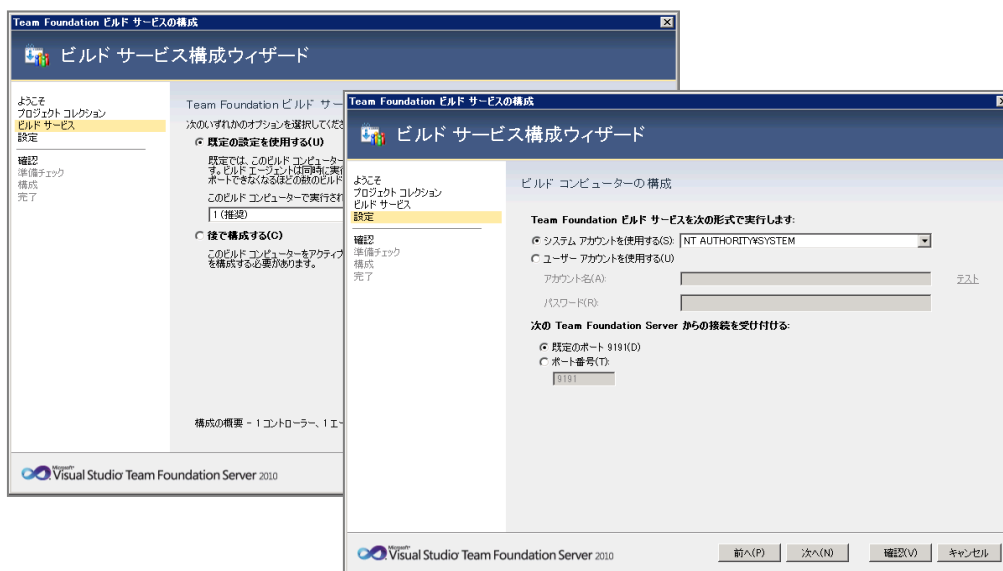 Team Foundation ビルド サービスの構成
ビルド サービス構成ウィザード
ようこそ
プロジェクト コレクション
ビルド サービス
設定
確認
準備チェック
構成
完了
Team Foundation ビルド サー
次のいずれかのオプションを選択してくださ
既定の設定を使用する(U)
既定では、このビルド コンピューター
す。ビルド エージェントは同時に実行
ポートできなくなるほどの数のビルド
このビルド コンピューターで実行され
1 (推奨)
後で構成する(C)
このビルド コンピューターをアクティブ
を構成する必要があります。
構成の概要 - 1 コントローラー、1 エー
Microsoft
Visual Studio Team Foundation Server 2010
Team Foundation ビルド サービスの構成
ビルド サービス構成ウィザード
ようこそ
プロジェクト コレクション
ビルド サービス
設定
確認
準備チェック
構成
完了
ビルド コンピューターの構成
Team Foundation ビルド サービスを次の形式で実行します:
システム アカウントを使用する(S): NT AUTHORITY¥SYSTEM
ユーザー アカウントを使用する(U)
アカウント名(A): テスト
パスワード(R):
次の Team Foundation Server からの接続を受け付ける:
既定のポート 9191(D)
ポート番号(T):
9191
Microsoft
Visual Studio Team Foundation Server 2010
前へ(P) 次へ(N) 確認(V) キャンセル